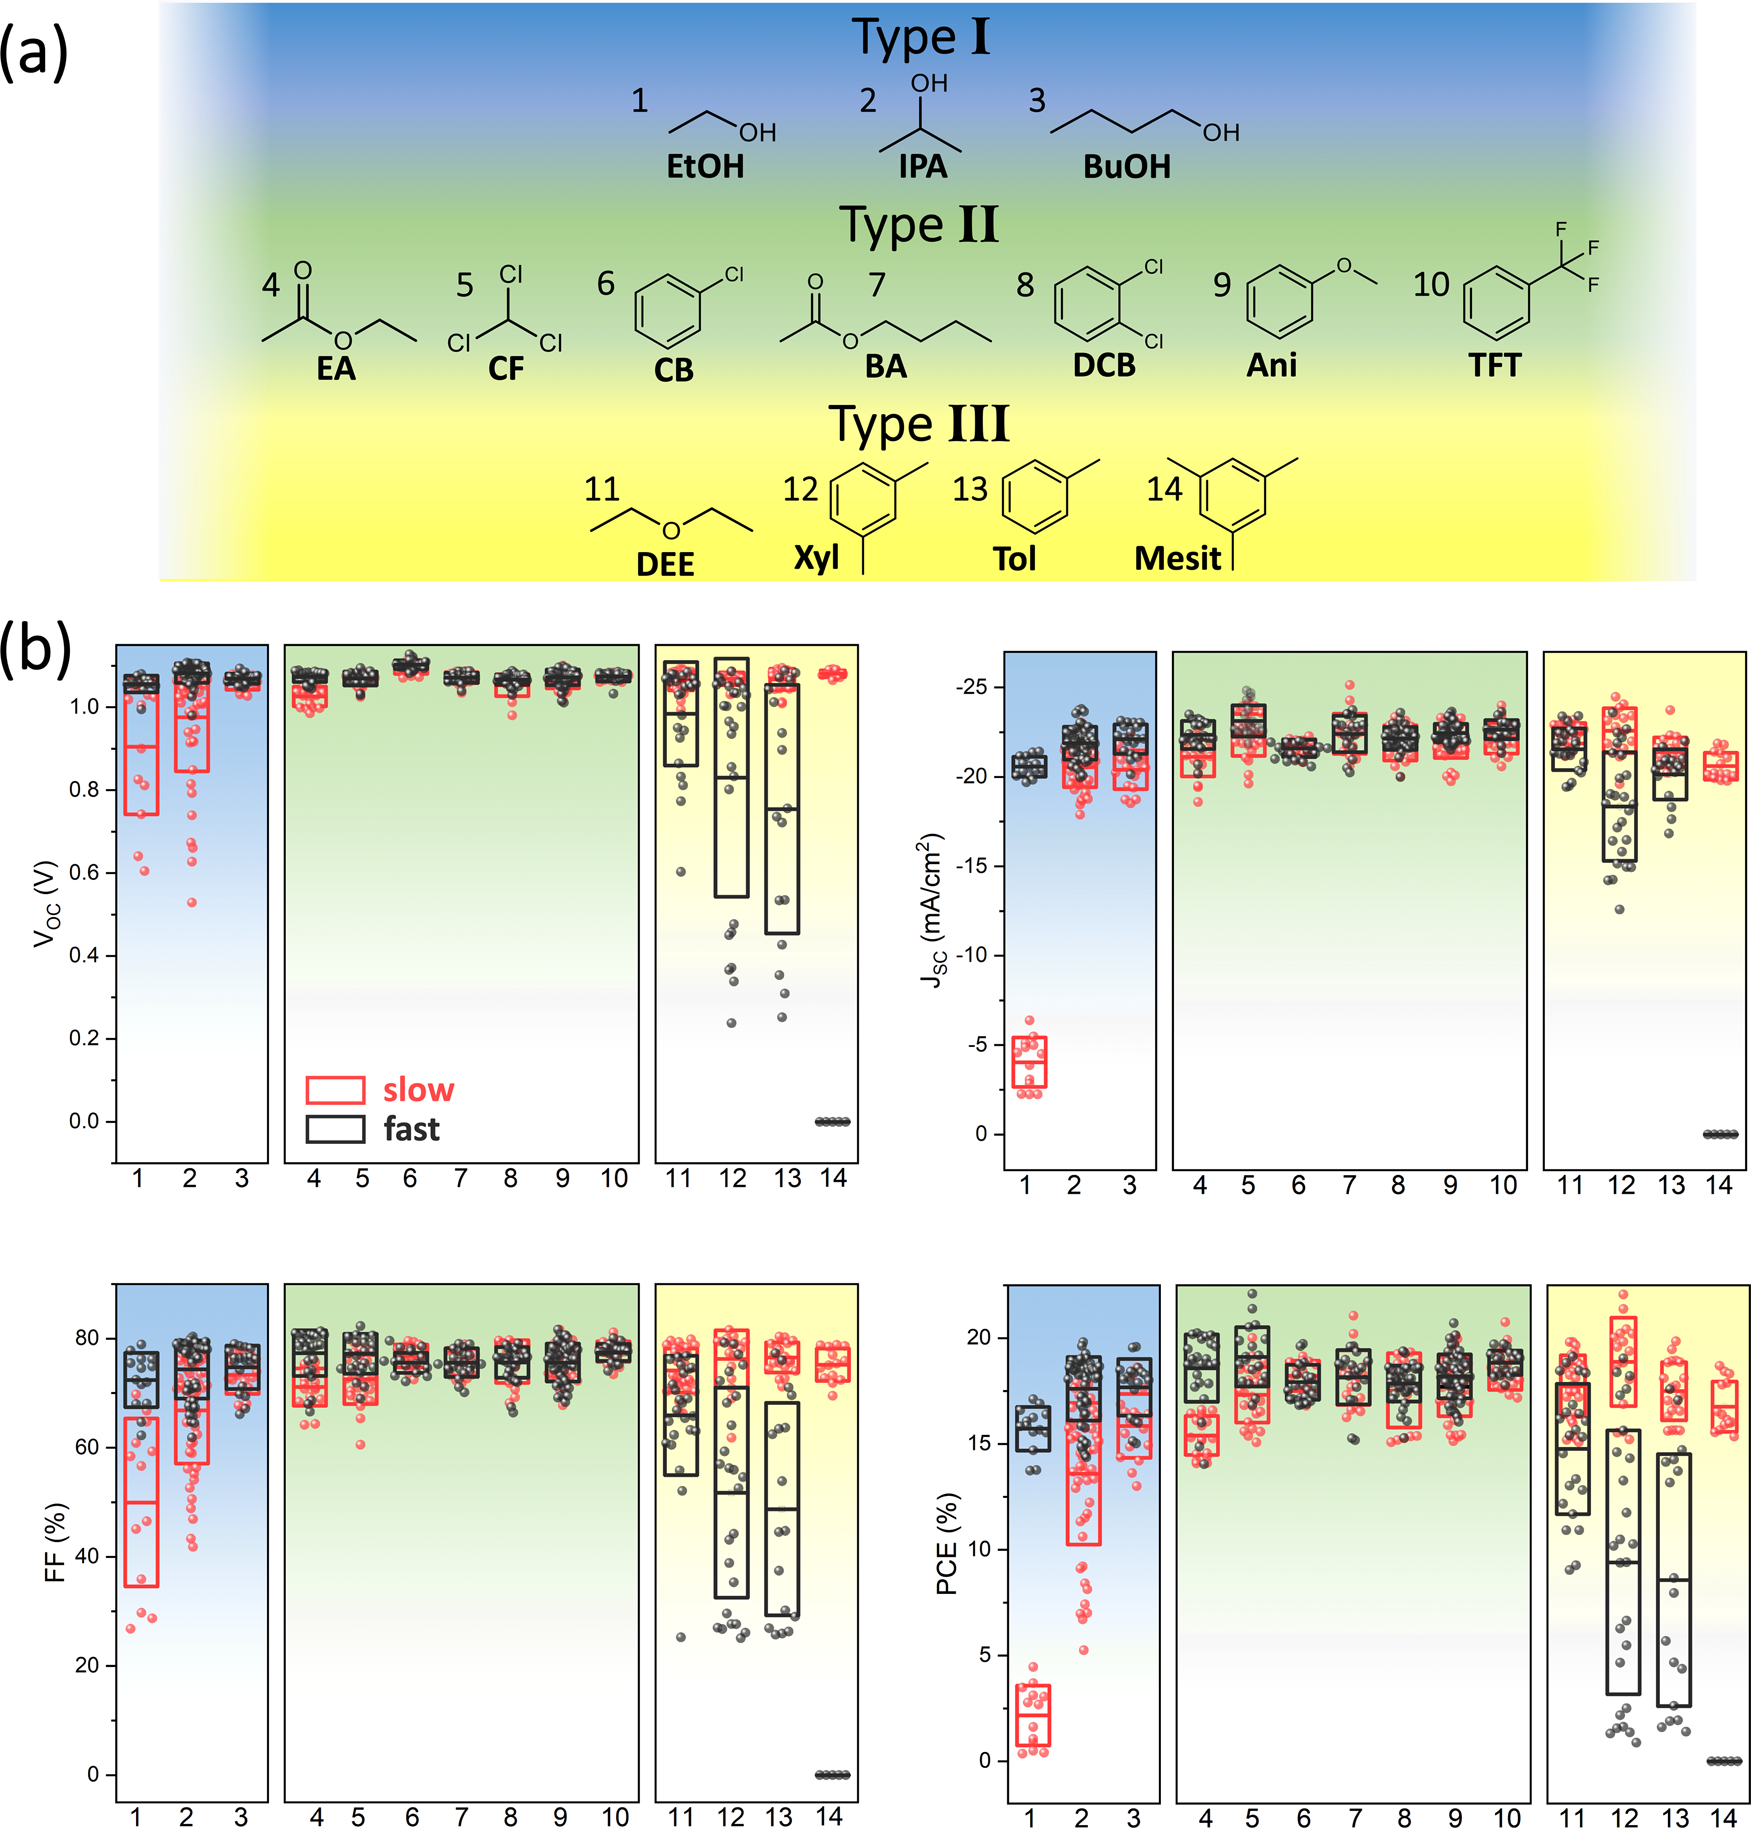 (a)
Type I
1
OH
EtOH
2
OH
IPA
3
OH
BuOH
Type II
4
O
O
EA
5
Cl
Cl
Cl
CF
6
Cl
CB
7
O
O
BA
8
Cl
Cl
DCB
9
O
Ani
10
F
F
F
TFT
Type III
11
O
DEE
12
Xyl
13
Tol
14
Mesit
(b)
V_OC (V)
1.0
0.8
0.6
0.4
0.2
0.0
slow
fast
1 2 3 4 5 6 7 8 9 10 11 12 13 14
J_SC (mA/cm²)
-25
-20
-15
-10
-5
0
1 2 3 4 5 6 7 8 9 10 11 12 13 14
FF (%)
80
60
40
20
0
1 2 3 4 5 6 7 8 9 10 11 12 13 14
PCE (%)
20
15
10
5
0
1 2 3 4 5 6 7 8 9 10 11 12 13 14